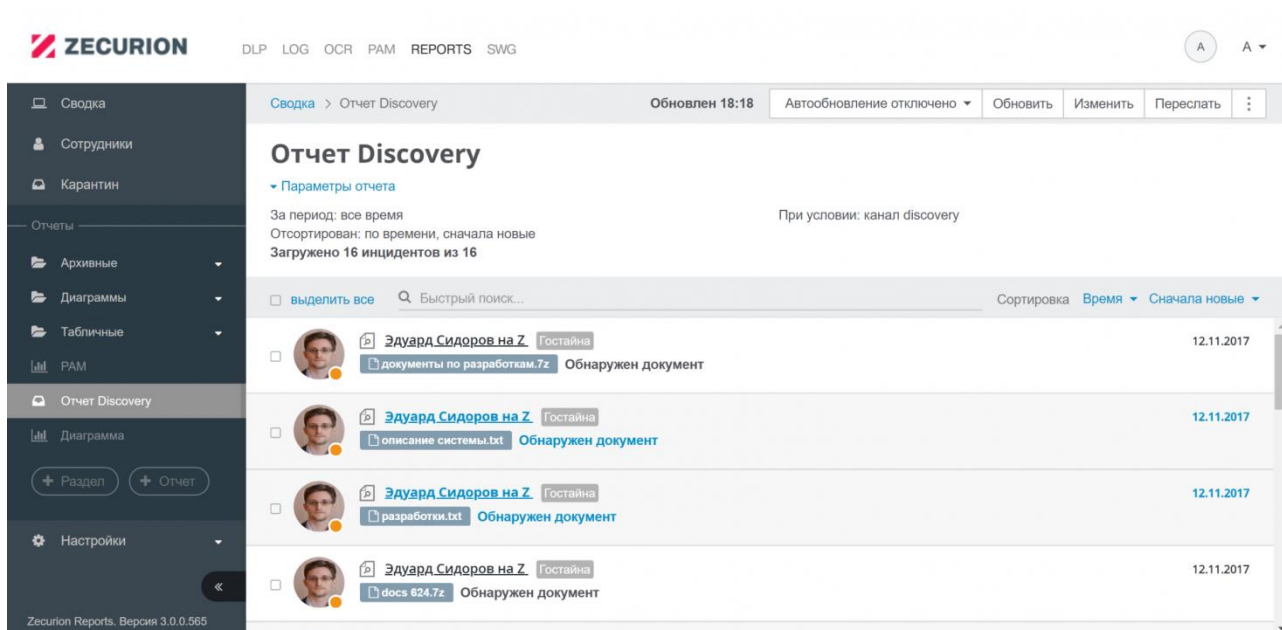 ZECURION DLP LOG OCR PAM REPORTS SWG A A
Сводка
Сотрудники
Карантин
Отчеты
Архивные
Диаграммы
Табличные
PAM
Отчет Discovery
Диаграмма
+ Раздел + Отчет
Настройки
«
Zecurion Reports. Версия 3.0.0.565
Сводка > Отчет Discovery Обновлен 18:18 Автообновление отключено Обновить Изменить Переслать
Отчет Discovery
Параметры отчета
За период: все время При условии: канал discovery
Отсортирован: по времени, сначала новые
Загружено 16 инцидентов из 16
выделить все Быстрый поиск... Сортировка Время Сначала новые
Эдуард Сидоров на Z Гостайна 12.11.2017
документы по разработкам.7z Обнаружен документ
Эдуард Сидоров на Z Гостайна 12.11.2017
описание системы.txt Обнаружен документ
Эдуард Сидоров на Z Гостайна 12.11.2017
разработки.txt Обнаружен документ
Эдуард Сидоров на Z Гостайна 12.11.2017
docs 624.7z Обнаружен документ